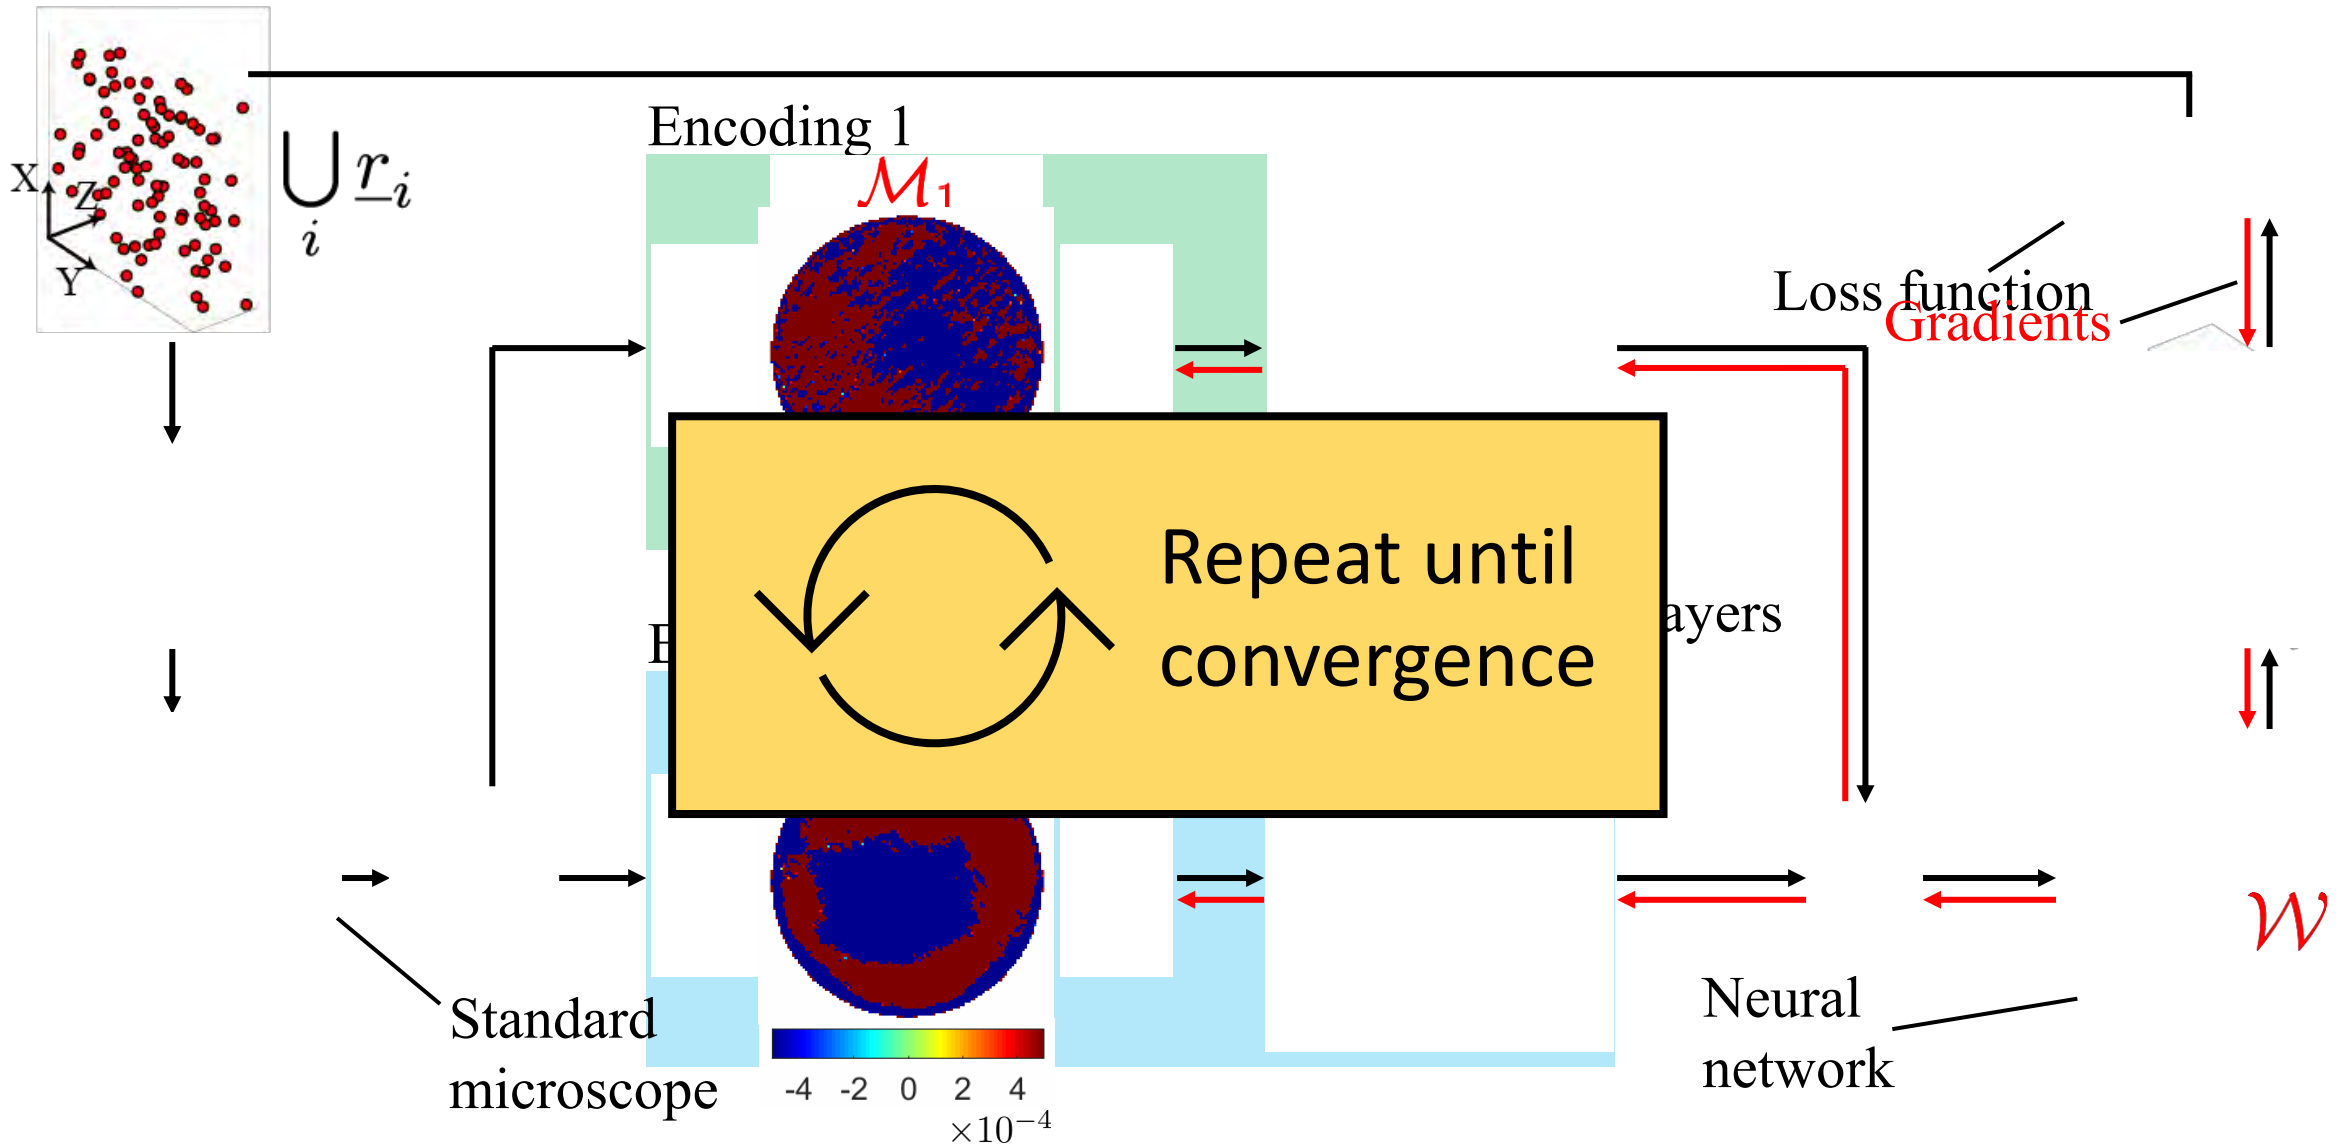 Encoding 1
M1
⋃ r_i
i
X
Z
Y
Loss function
Gradients
Repeat until
convergence
ayers
E
W
Standard
microscope
Neural
network
-4 -2 0 2 4
×10⁻⁴